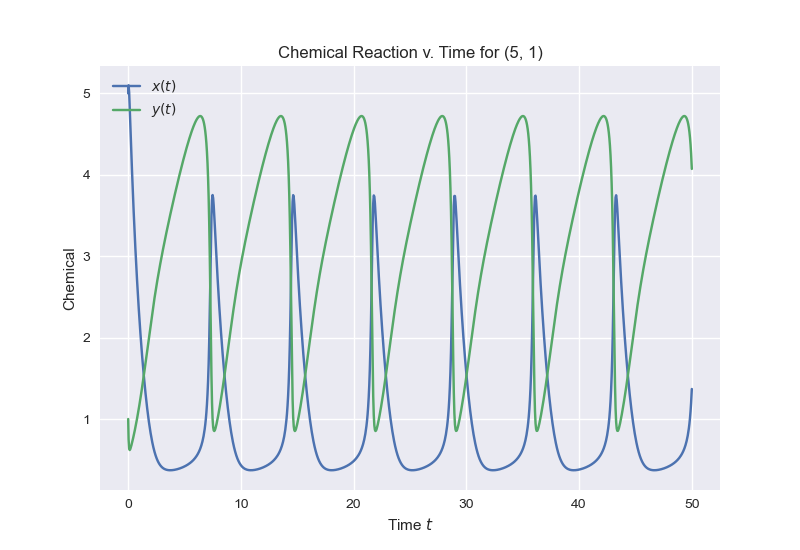 Chemical Reaction v. Time for (5, 1)
x(t)
y(t)
5
4
3
2
1
Chemical
0 10 20 30 40 50
Time t